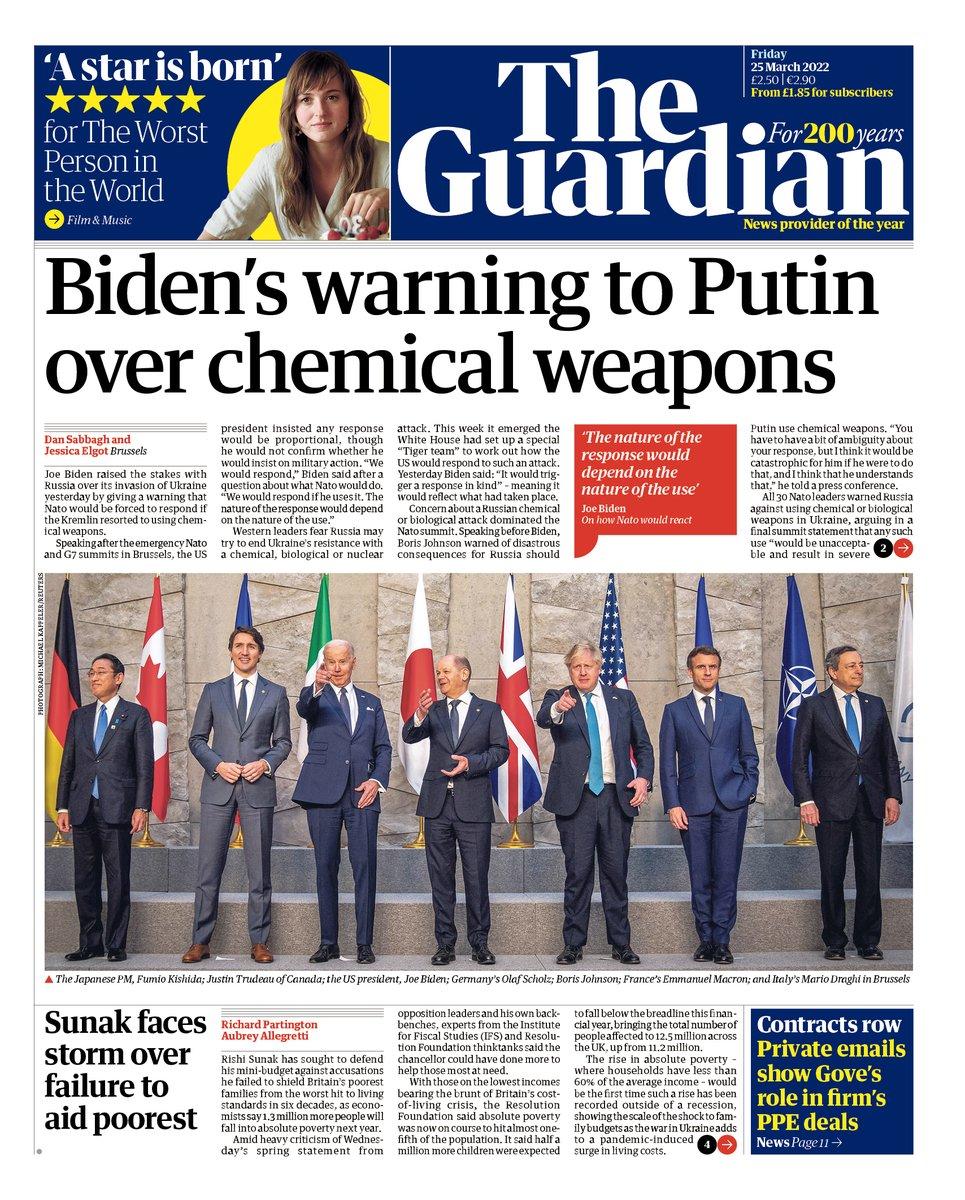 'A star is born'
for The Worst
Person in
the World
Film & Music
The
Guardian
Friday
25 March 2022
£2.50 | €2.90
From £1.85 for subscribers
For 200 years
News provider of the year
Biden's warning to Putin
over chemical weapons
Dan Sabbagh and
Jessica Elgot Brussels
Joe Biden raised the stakes with
Russia over its invasion of Ukraine
yesterday by giving a warning that
Nato would be forced to respond if
the Kremlin resorted to using chem-
ical weapons.
Speaking after the emergency Nato
and G7 summits in Brussels, the US
president insisted any response
would be proportional, though
he would not confirm whether he
would insist on military action. "We
would respond," Biden said after a
question about what Nato would do.
"We would respond if he uses it. The
nature of the response would depend
on the nature of the use."
Western leaders fear Russia may
try to end Ukraine's resistance with
a chemical, biological or nuclear
attack. This week it emerged the
White House had set up a special
"Tiger team" to work out how the
US would respond to such an attack.
Yesterday Biden said: "It would trig-
ger a response in kind" – meaning it
would reflect what had taken place.
Concern about a Russian chemical
or biological attack dominated the
Nato summit. Speaking before Biden,
Boris Johnson warned of disastrous
consequences for Russia should
'The nature of the
response would
depend on the
nature of the use'
Joe Biden
On how Nato would react
Putin use chemical weapons. "You
have to have a bit of ambiguity about
your response, but I think it would be
catastrophic for him if he were to do
that, and I think that he understands
that," he told a press conference.
All 30 Nato leaders warned Russia
against using chemical or biological
weapons in Ukraine, arguing in a
final summit statement that any such
use "would be unaccepta-
ble and result in severe
2
PHOTOGRAPH: MICHAEL KAPPELER/REUTERS
The Japanese PM, Fumio Kishida; Justin Trudeau of Canada; the US president, Joe Biden; Germany's Olaf Scholz; Boris Johnson; France's Emmanuel Macron; and Italy's Mario Draghi in Brussels
Sunak faces
storm over
failure to
aid poorest
Richard Partington
Aubrey Allegretti
Rishi Sunak has sought to defend
his mini-budget against accusations
he failed to shield Britain's poorest
families from the worst hit to living
standards in six decades, as econo-
mists say 1.3 million more people will
fall into absolute poverty next year.
Amid heavy criticism of Wednes-
day's spring statement from
opposition leaders and his own back-
benches, experts from the Institute
for Fiscal Studies (IFS) and Resolu-
tion Foundation thinktanks said the
chancellor could have done more to
help those most at need.
With those on the lowest incomes
bearing the brunt of Britain's cost-
of-living crisis, the Resolution
Foundation said absolute poverty
was now on course to hit almost one-
fifth of the population. It said half a
million more children were expected
to fall below the breadline this finan-
cial year, bringing the total number of
people affected to 12.5 million across
the UK, up from 11.2 million.
The rise in absolute poverty –
where households have less than
60% of the average income – would
be the first time such a rise has been
recorded outside of a recession,
showing the scale of the shock to fam-
ily budgets as the war in Ukraine adds
to a pandemic-induced
surge in living costs.
4
Contracts row
Private emails
show Gove's
role in firm's
PPE deals
News Page 11